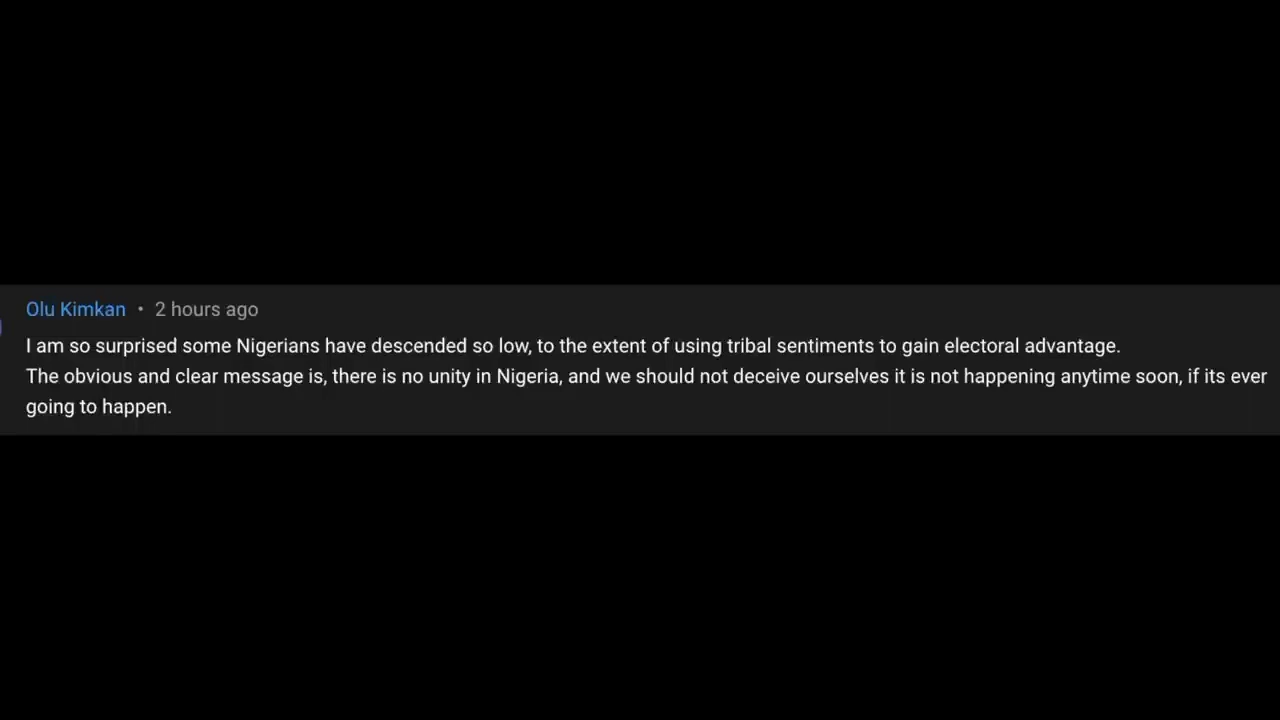 Olu Kimkan • 2 hours ago
I am so surprised some Nigerians have descended so low, to the extent of using tribal sentiments to gain electoral advantage.
The obvious and clear message is, there is no unity in Nigeria, and we should not deceive ourselves it is not happening anytime soon, if its ever
going to happen.